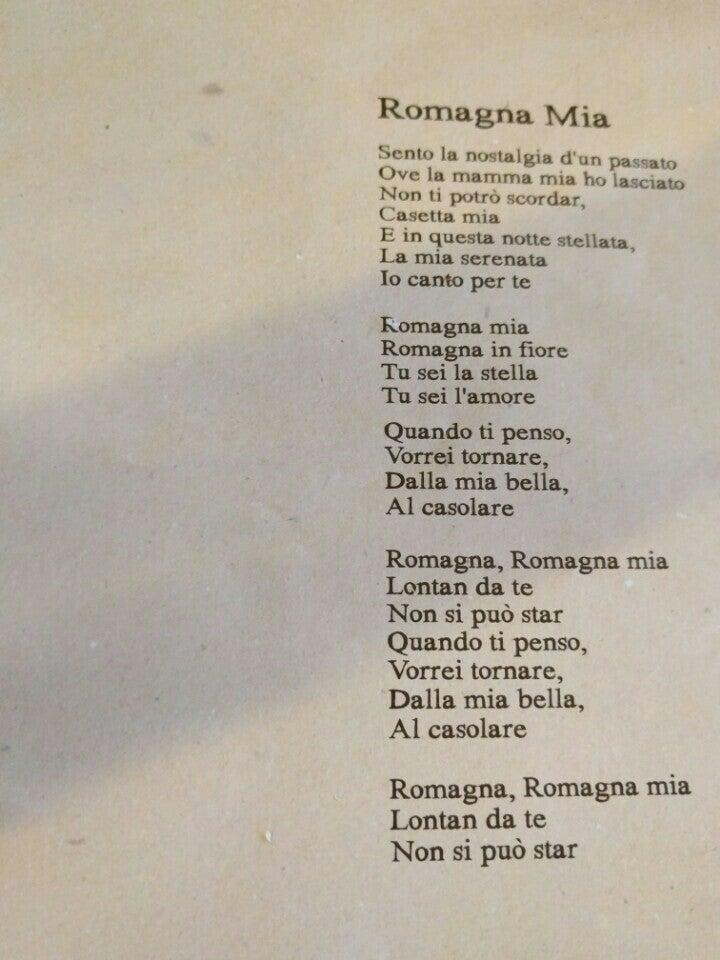 Romagna Mia
Sento la nostalgia d'un passato
Ove la mamma mia ho lasciato
Non ti potrò scordar,
Casetta mia
E in questa notte stellata,
La mia serenata
Io canto per te
Romagna mia
Romagna in fiore
Tu sei la stella
Tu sei l'amore
Quando ti penso,
Vorrei tornare,
Dalla mia bella,
Al casolare
Romagna, Romagna mia
Lontan da te
Non si può star
Quando ti penso,
Vorrei tornare,
Dalla mia bella,
Al casolare
Romagna, Romagna mia
Lontan da te
Non si può star